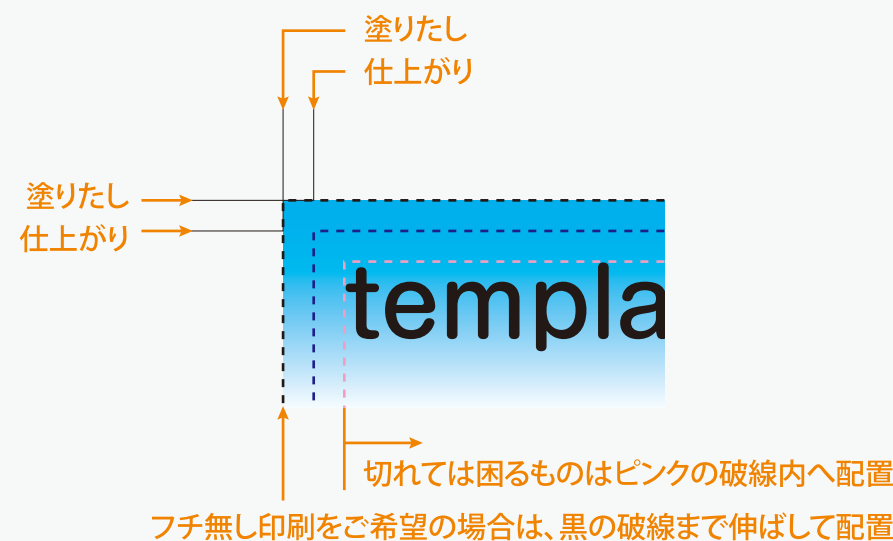 塗りたし
仕上がり
塗りたし
仕上がり
templa
切れては困るものはピンクの破線内へ配置
フチ無し印刷をご希望の場合は、黒の破線まで伸ばして配置